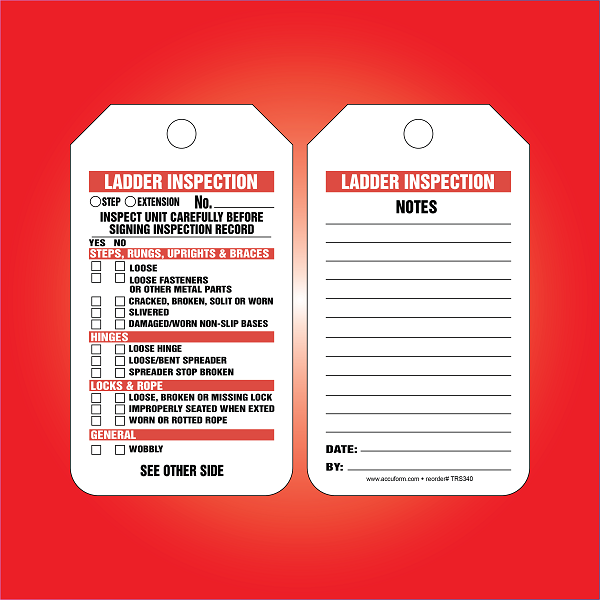 LADDER INSPECTION
STEP EXTENSION No.
INSPECT UNIT CAREFULLY BEFORE
SIGNING INSPECTION RECORD
YES NO
STEPS, RUNGS, UPRIGHTS & BRACES
LOOSE
LOOSE FASTENERS
OR OTHER METAL PARTS
CRACKED, BROKEN, SOLIT OR WORN
SLIVERED
DAMAGED/WORN NON-SLIP BASES
HINGES
LOOSE HINGE
LOOSE/BENT SPREADER
SPREADER STOP BROKEN
LOCKS & ROPE
LOOSE, BROKEN OR MISSING LOCK
IMPROPERLY SEATED WHEN EXTED
WORN OR ROTTED ROPE
GENERAL
WOBBLY
SEE OTHER SIDE
LADDER INSPECTION
NOTES
DATE:
BY:
www.accuform.com • reorder# TRS340